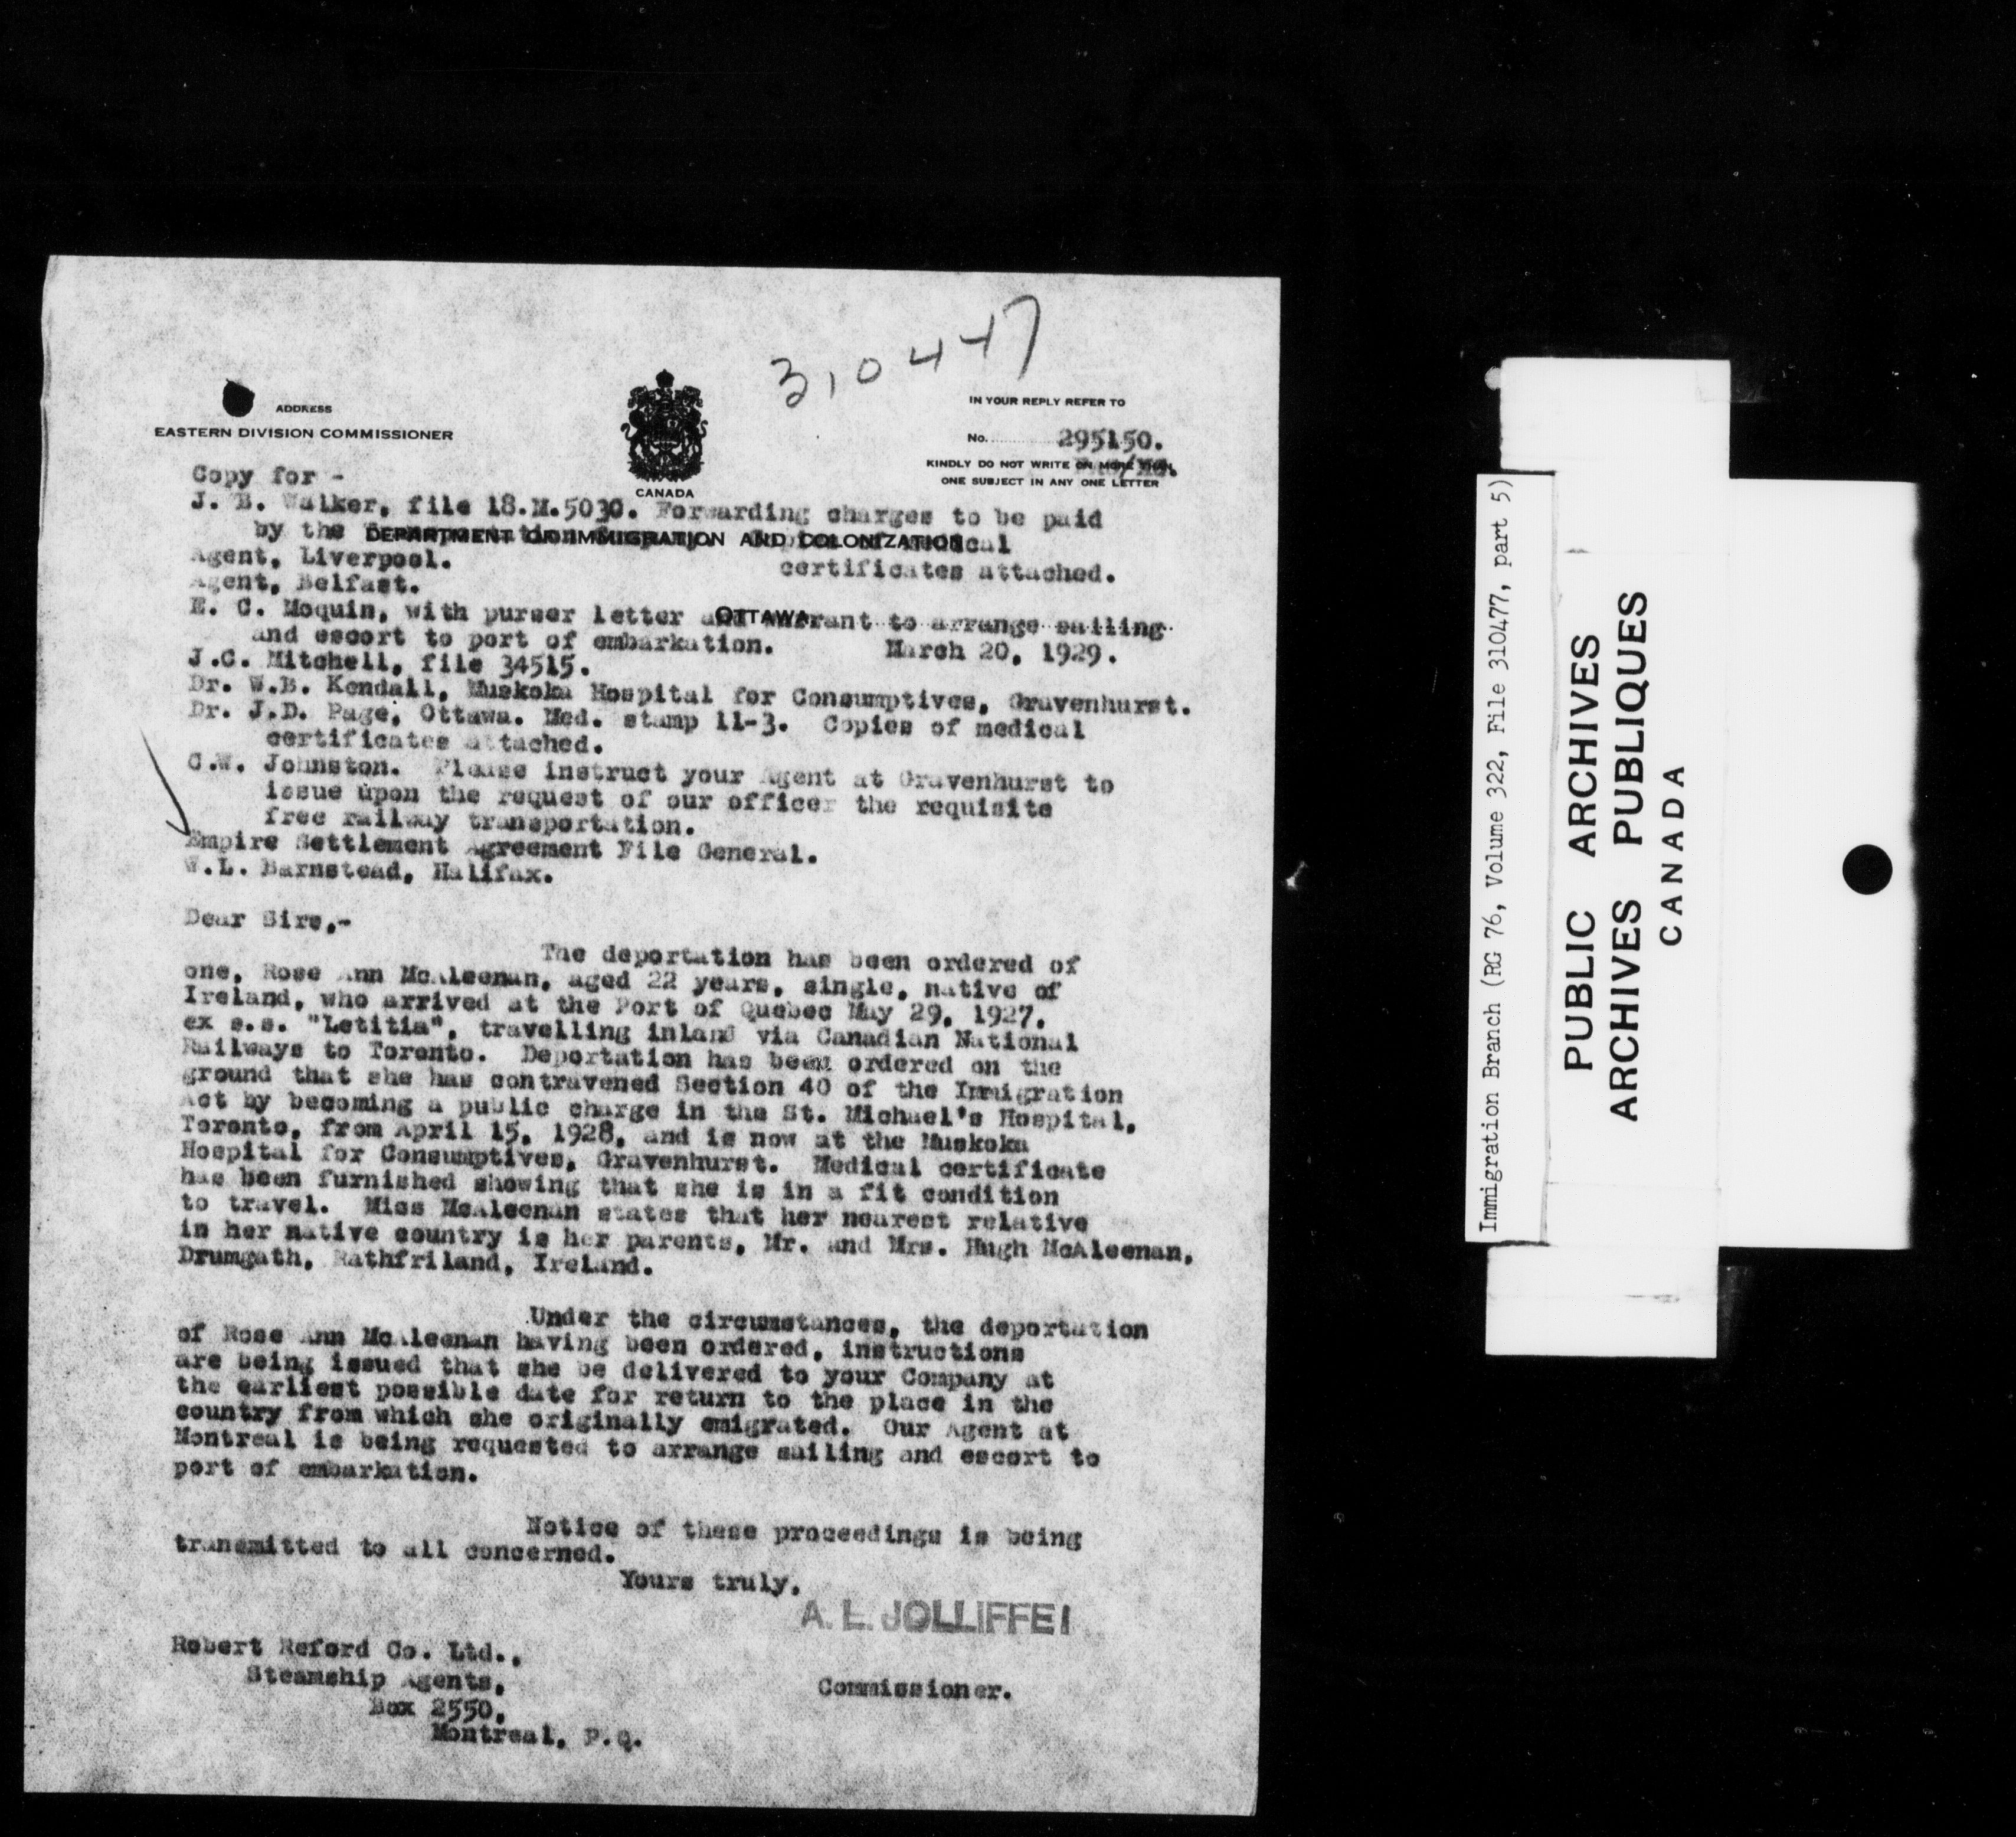 310447
ADDRESS
EASTERN DIVISION COMMISSIONER
CANADA
IN YOUR REPLY REFER TO
No. 295150.
KINDLY DO NOT WRITE ON MORE THAN
ONE SUBJECT IN ANY ONE LETTER
Copy for -
J. B. Walker, file 18.M.5030. Forwarding charges to be paid
by the
DEPARTMENT OF IMMIGRATION AND COLONIZATION
medical
Agent, Liverpool. certificates attached.
Agent, Belfast.
OTTAWA
E. C. Moquin, with purser letter and warrant to arrange sailing
and escort to port of embarkation. March 20, 1929.
J.C. Mitchell, file 34515.
Dr. W.B. Kendall, Muskoka Hospital for Consumptives, Gravenhurst.
Dr. J.D. Page, Ottawa. Med. stamp 11-3. Copies of medical
certificates attached.
C.W. Johnston. Please instruct your Agent at Gravenhurst to
issue upon the request of our officer the requisite
free railway transportation.
Empire Settlement Agreement File General.
W.L. Barnstead, Halifax.
Dear Sirs,-
The deportation has been ordered of
one, Rose Ann McAleenan, aged 22 years, single, native of
Ireland, who arrived at the Port of Quebec May 29, 1927,
ex s.s. "Letitia", travelling inland via Canadian National
Railways to Toronto. Deportation has been ordered on the
ground that she has contravened Section 40 of the Immigration
Act by becoming a public charge in the St. Michael's Hospital,
Toronto, from April 15, 1928, and is now at the Muskoka
Hospital for Consumptives, Gravenhurst. Medical certificate
has been furnished showing that she is in a fit condition
to travel. Miss McAleenan states that her nearest relative
in her native country is her parents, Mr. and Mrs. Hugh McAleenan,
Drumgath, Rathfriland, Ireland.
Under the circumstances, the deportation
of Rose Ann McAleenan having been ordered, instructions
are being issued that she be delivered to your Company at
the earliest possible date for return to the place in the
country from which she originally emigrated. Our Agent at
Montreal is being requested to arrange sailing and escort to
port of embarkation.
Notice of these proceedings is being
transmitted to all concerned.
Yours truly,
A. L. JOLLIFFE
Commissioner.
Robert Reford Co. Ltd.,
Steamship Agents,
Box 2550,
Montreal, P.Q.
Immigration Branch (RG 76, Volume 322, File 310477, part 5)
PUBLIC ARCHIVES
ARCHIVES PUBLIQUES
CANADA